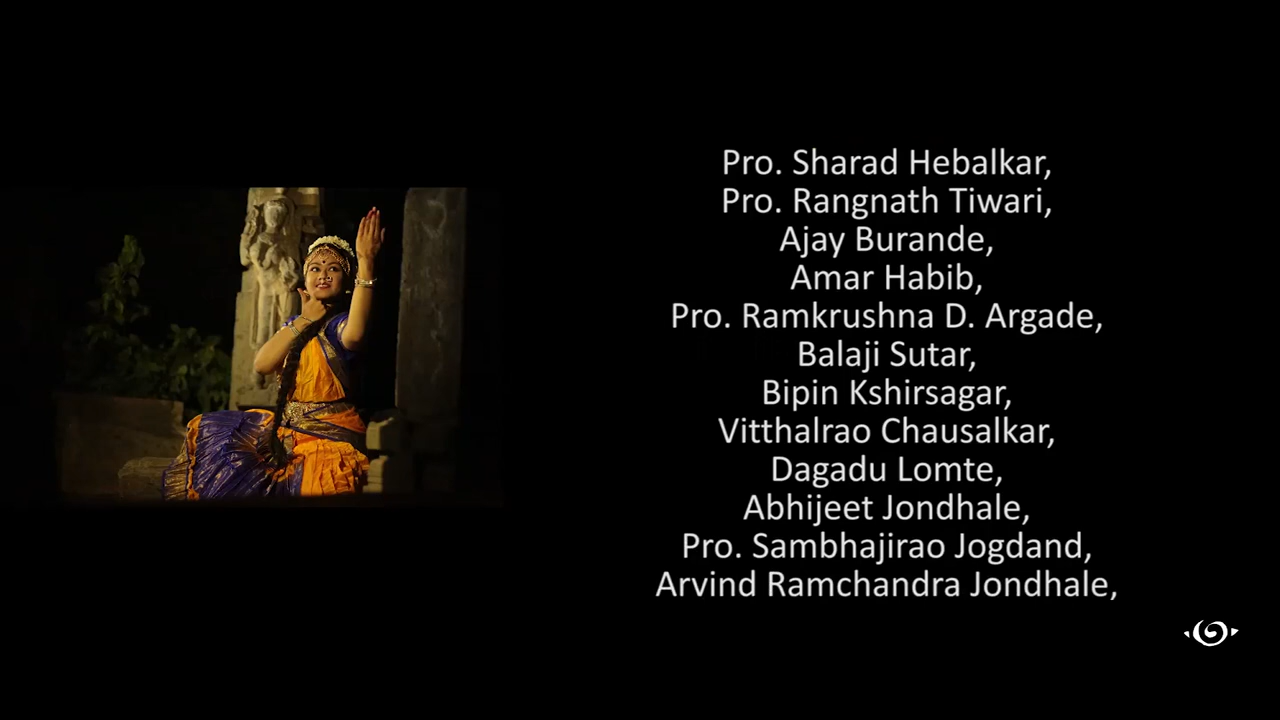 Pro. Sharad Hebalkar,
Pro. Rangnath Tiwari,
Ajay Burande,
Amar Habib,
Pro. Ramkrushna D. Argade,
Balaji Sutar,
Bipin Kshirsagar,
Vitthalrao Chausalkar,
Dagadu Lomte,
Abhijeet Jondhale,
Pro. Sambhajirao Jogdand,
Arvind Ramchandra Jondhale,